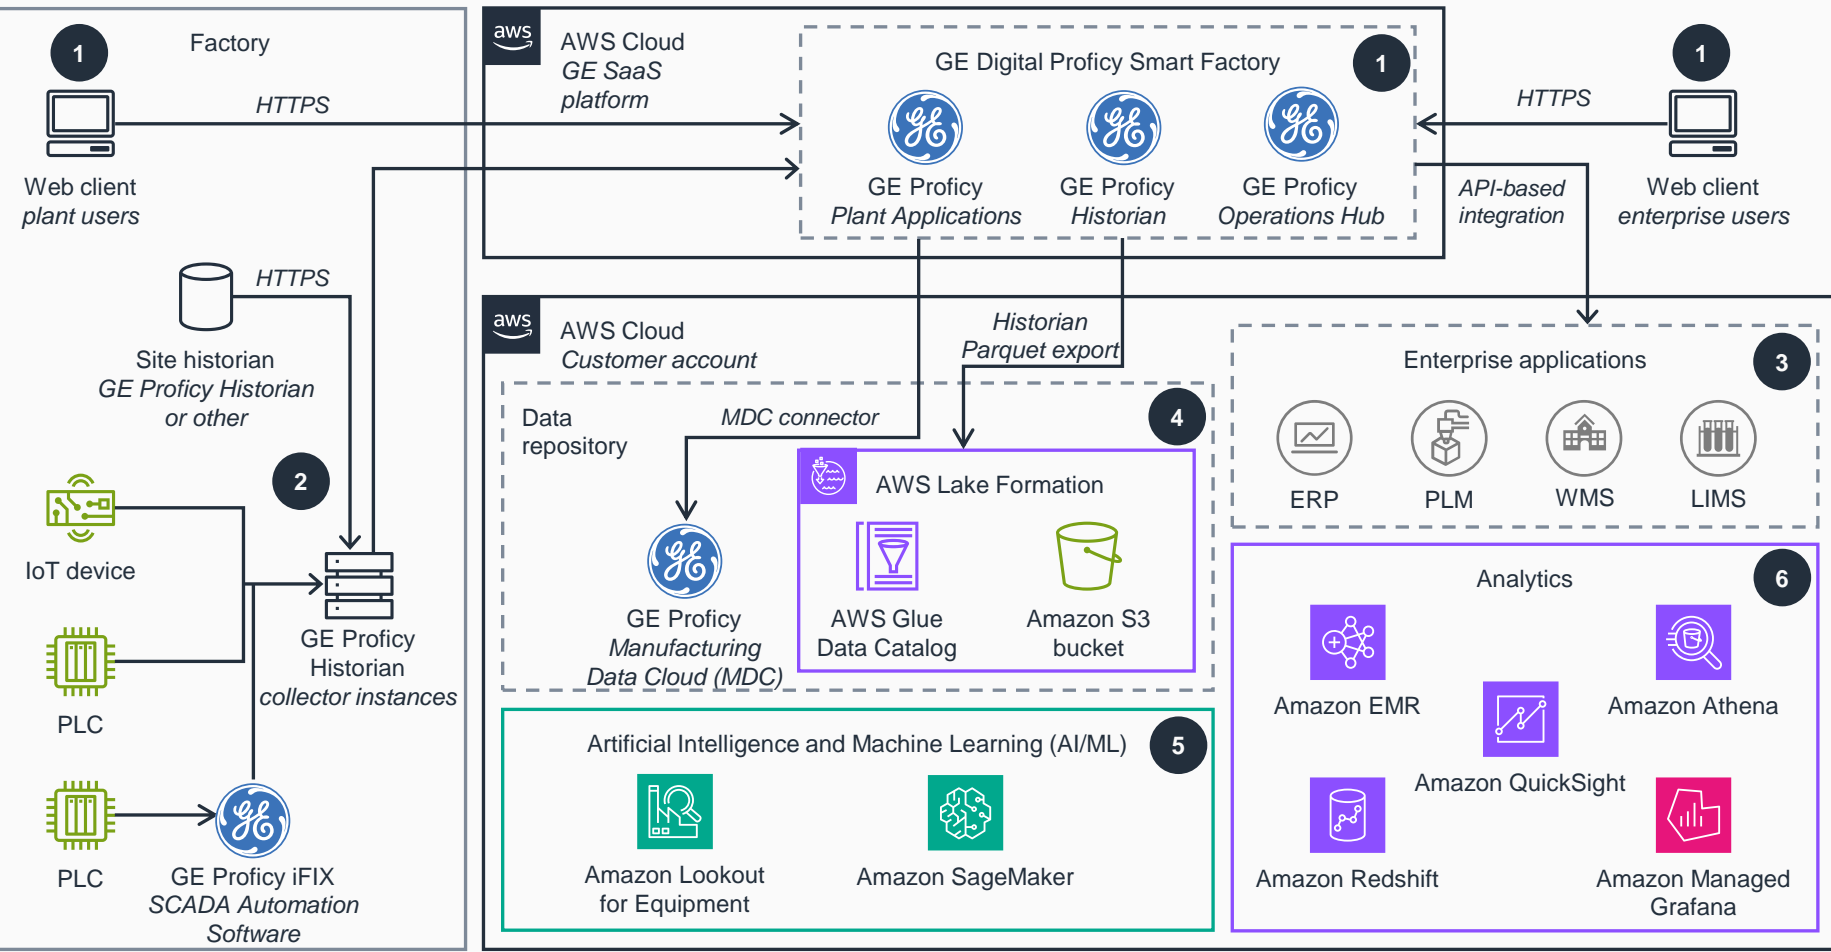 1
Factory
HTTPS
Web client
plant users
HTTPS
Site historian
GE Proficy Historian
or other
2
IoT device
GE Proficy
Historian
collector instances
PLC
PLC
GE Proficy iFIX
SCADA Automation
Software
aws
AWS Cloud
GE SaaS
platform
GE Digital Proficy Smart Factory
1
GE Proficy
Plant Applications
GE Proficy
Historian
GE Proficy
Operations Hub
1
HTTPS
Web client
enterprise users
API-based
integration
aws
AWS Cloud
Customer account
Historian
Parquet export
Data
repository
MDC connector
4
AWS Lake Formation
GE Proficy
Manufacturing
Data Cloud (MDC)
AWS Glue
Data Catalog
Amazon S3
bucket
Enterprise applications
3
ERP
PLM
WMS
LIMS
Artificial Intelligence and Machine Learning (AI/ML)
5
Amazon Lookout
for Equipment
Amazon SageMaker
Analytics
6
Amazon EMR
Amazon Athena
Amazon QuickSight
Amazon Redshift
Amazon Managed
Grafana